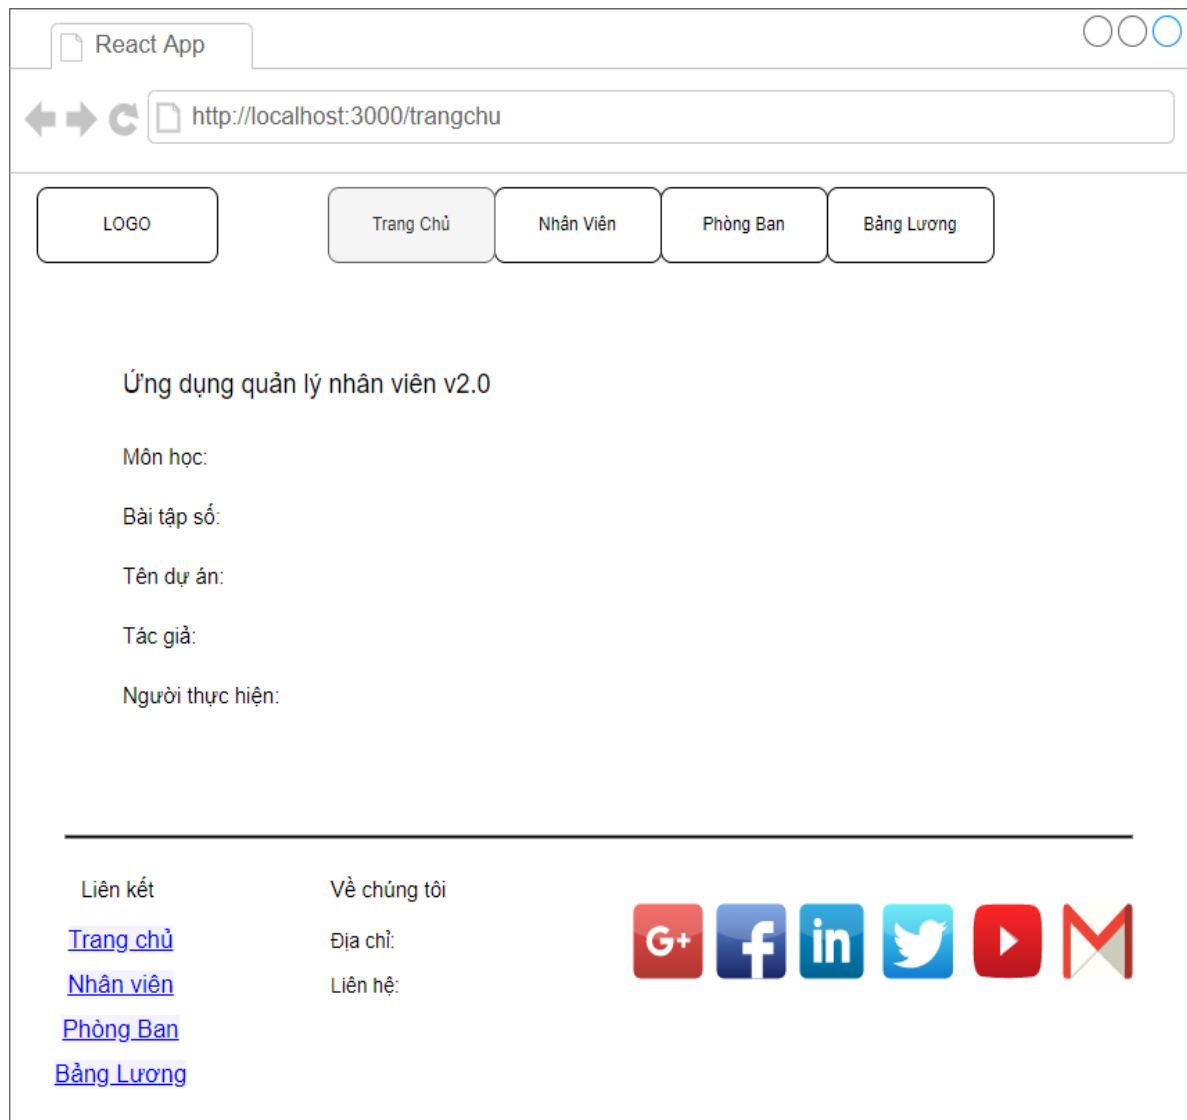 React App
http://localhost:3000/trangchu
LOGO
Trang Chủ
Nhân Viên
Phòng Ban
Bảng Lương
Ứng dụng quản lý nhân viên v2.0
Môn học:
Bài tập số:
Tên dự án:
Tác giả:
Người thực hiện:
Liên kết
Trang chủ
Nhân viên
Phòng Ban
Bảng Lương
Về chúng tôi
Địa chỉ:
Liên hệ:
G+
f
in
M